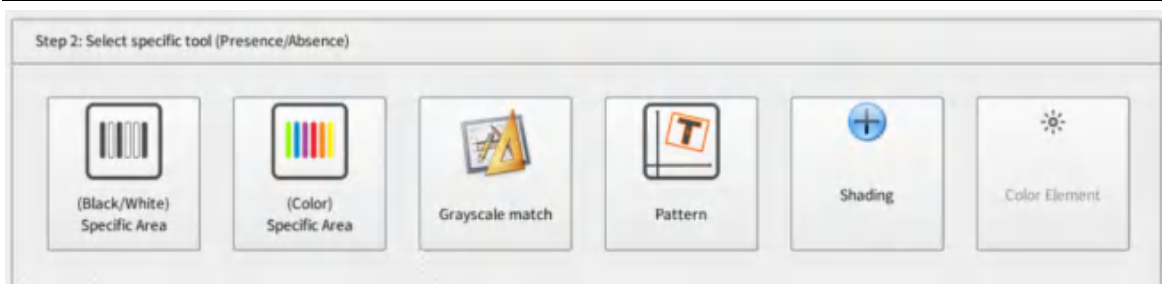 Step 2: Select specific tool (Presence/Absence)
(Black/White)
Specific Area
(Color)
Specific Area
Grayscale match
T
Pattern
Shading
Color Element